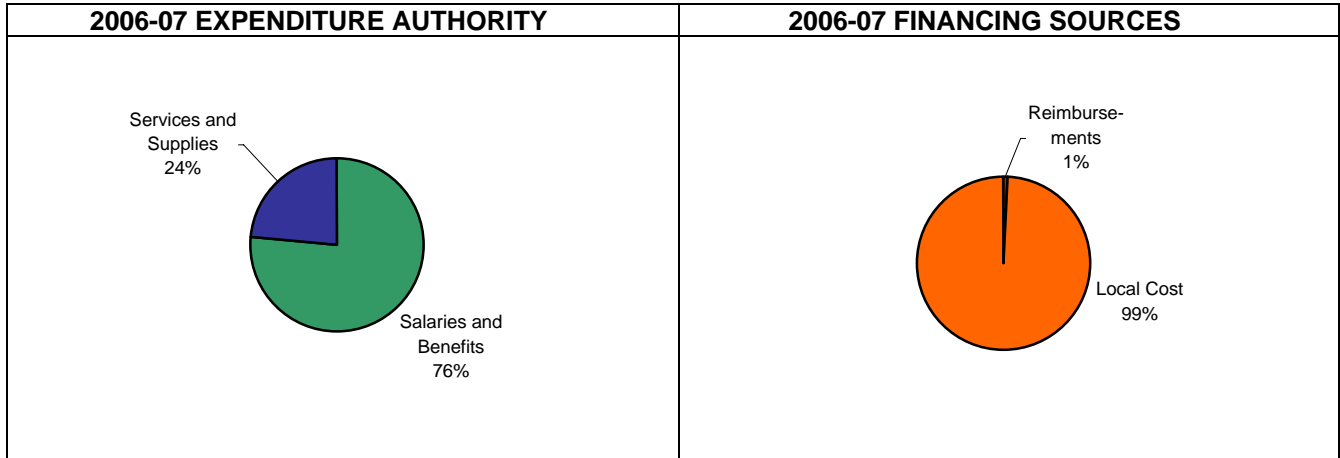 2006-07 EXPENDITURE AUTHORITY
2006-07 FINANCING SOURCES
Services and
Supplies
24%
Salaries and
Benefits
76%
Reimburse-
ments
1%
Local Cost
99%